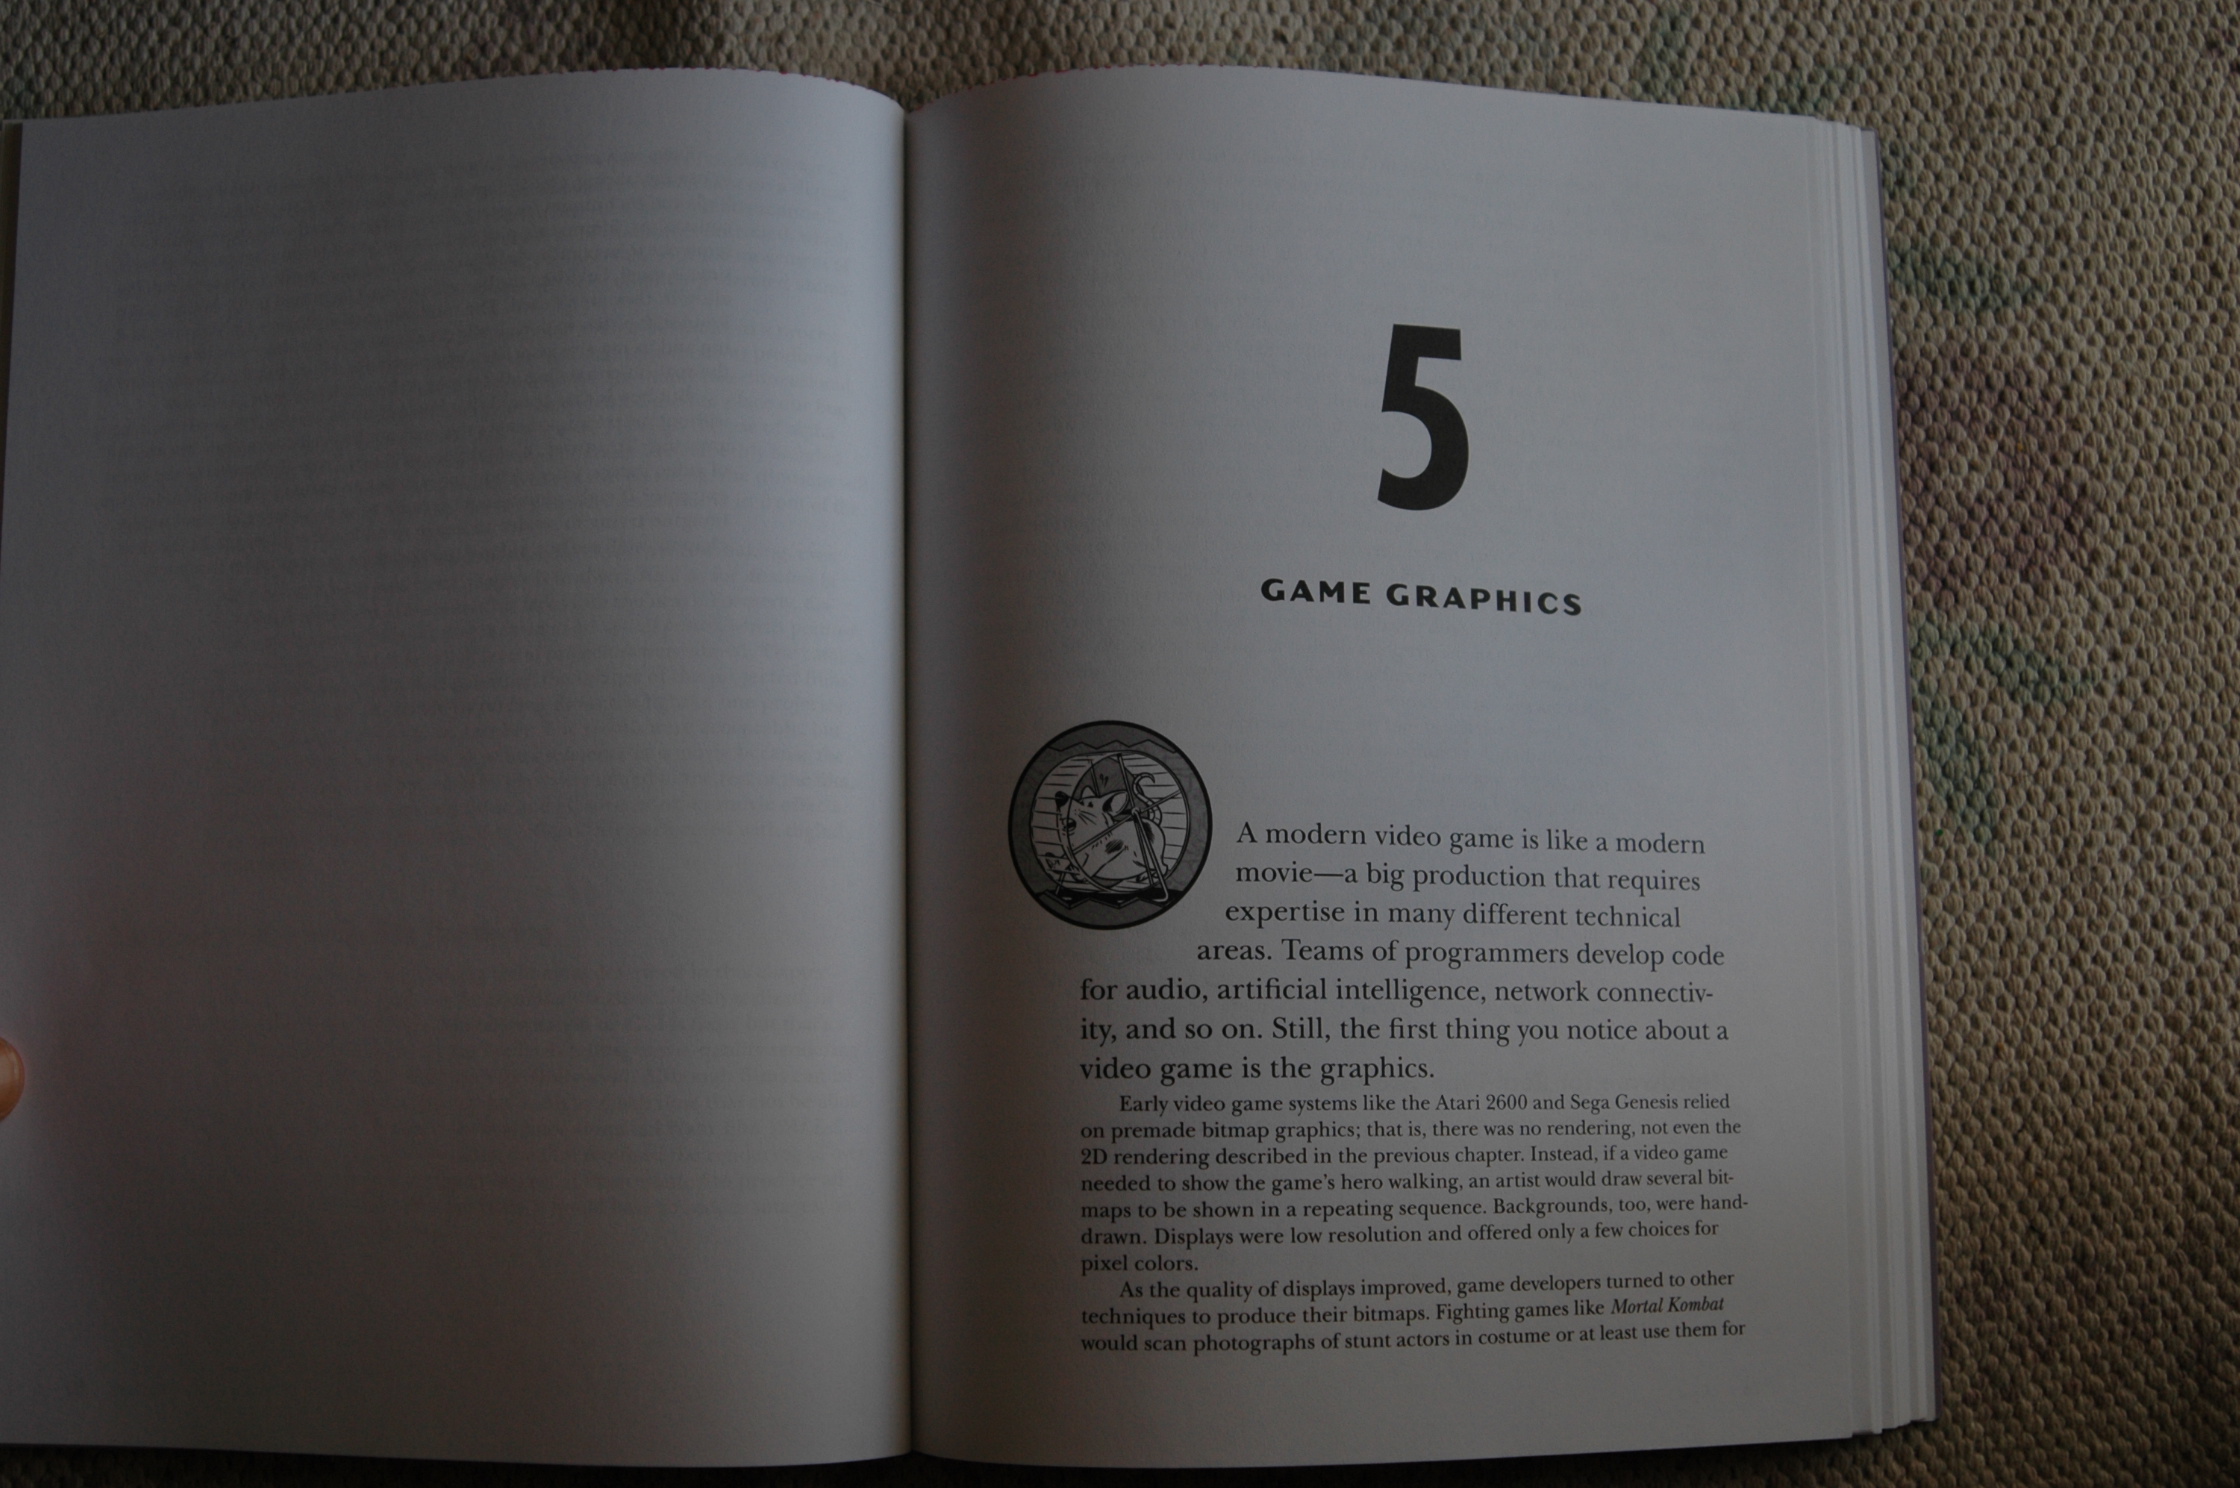 5
GAME GRAPHICS
A modern video game is like a modern
movie—a big production that requires
expertise in many different technical
areas. Teams of programmers develop code
for audio, artificial intelligence, network connectiv-
ity, and so on. Still, the first thing you notice about a
video game is the graphics.
Early video game systems like the Atari 2600 and Sega Genesis relied
on premade bitmap graphics; that is, there was no rendering, not even the
2D rendering described in the previous chapter. Instead, if a video game
needed to show the game's hero walking, an artist would draw several bit-
maps to be shown in a repeating sequence. Backgrounds, too, were hand-
drawn. Displays were low resolution and offered only a few choices for
pixel colors.
As the quality of displays improved, game developers turned to other
techniques to produce their bitmaps. Fighting games like Mortal Kombat
would scan photographs of stunt actors in costume or at least use them for